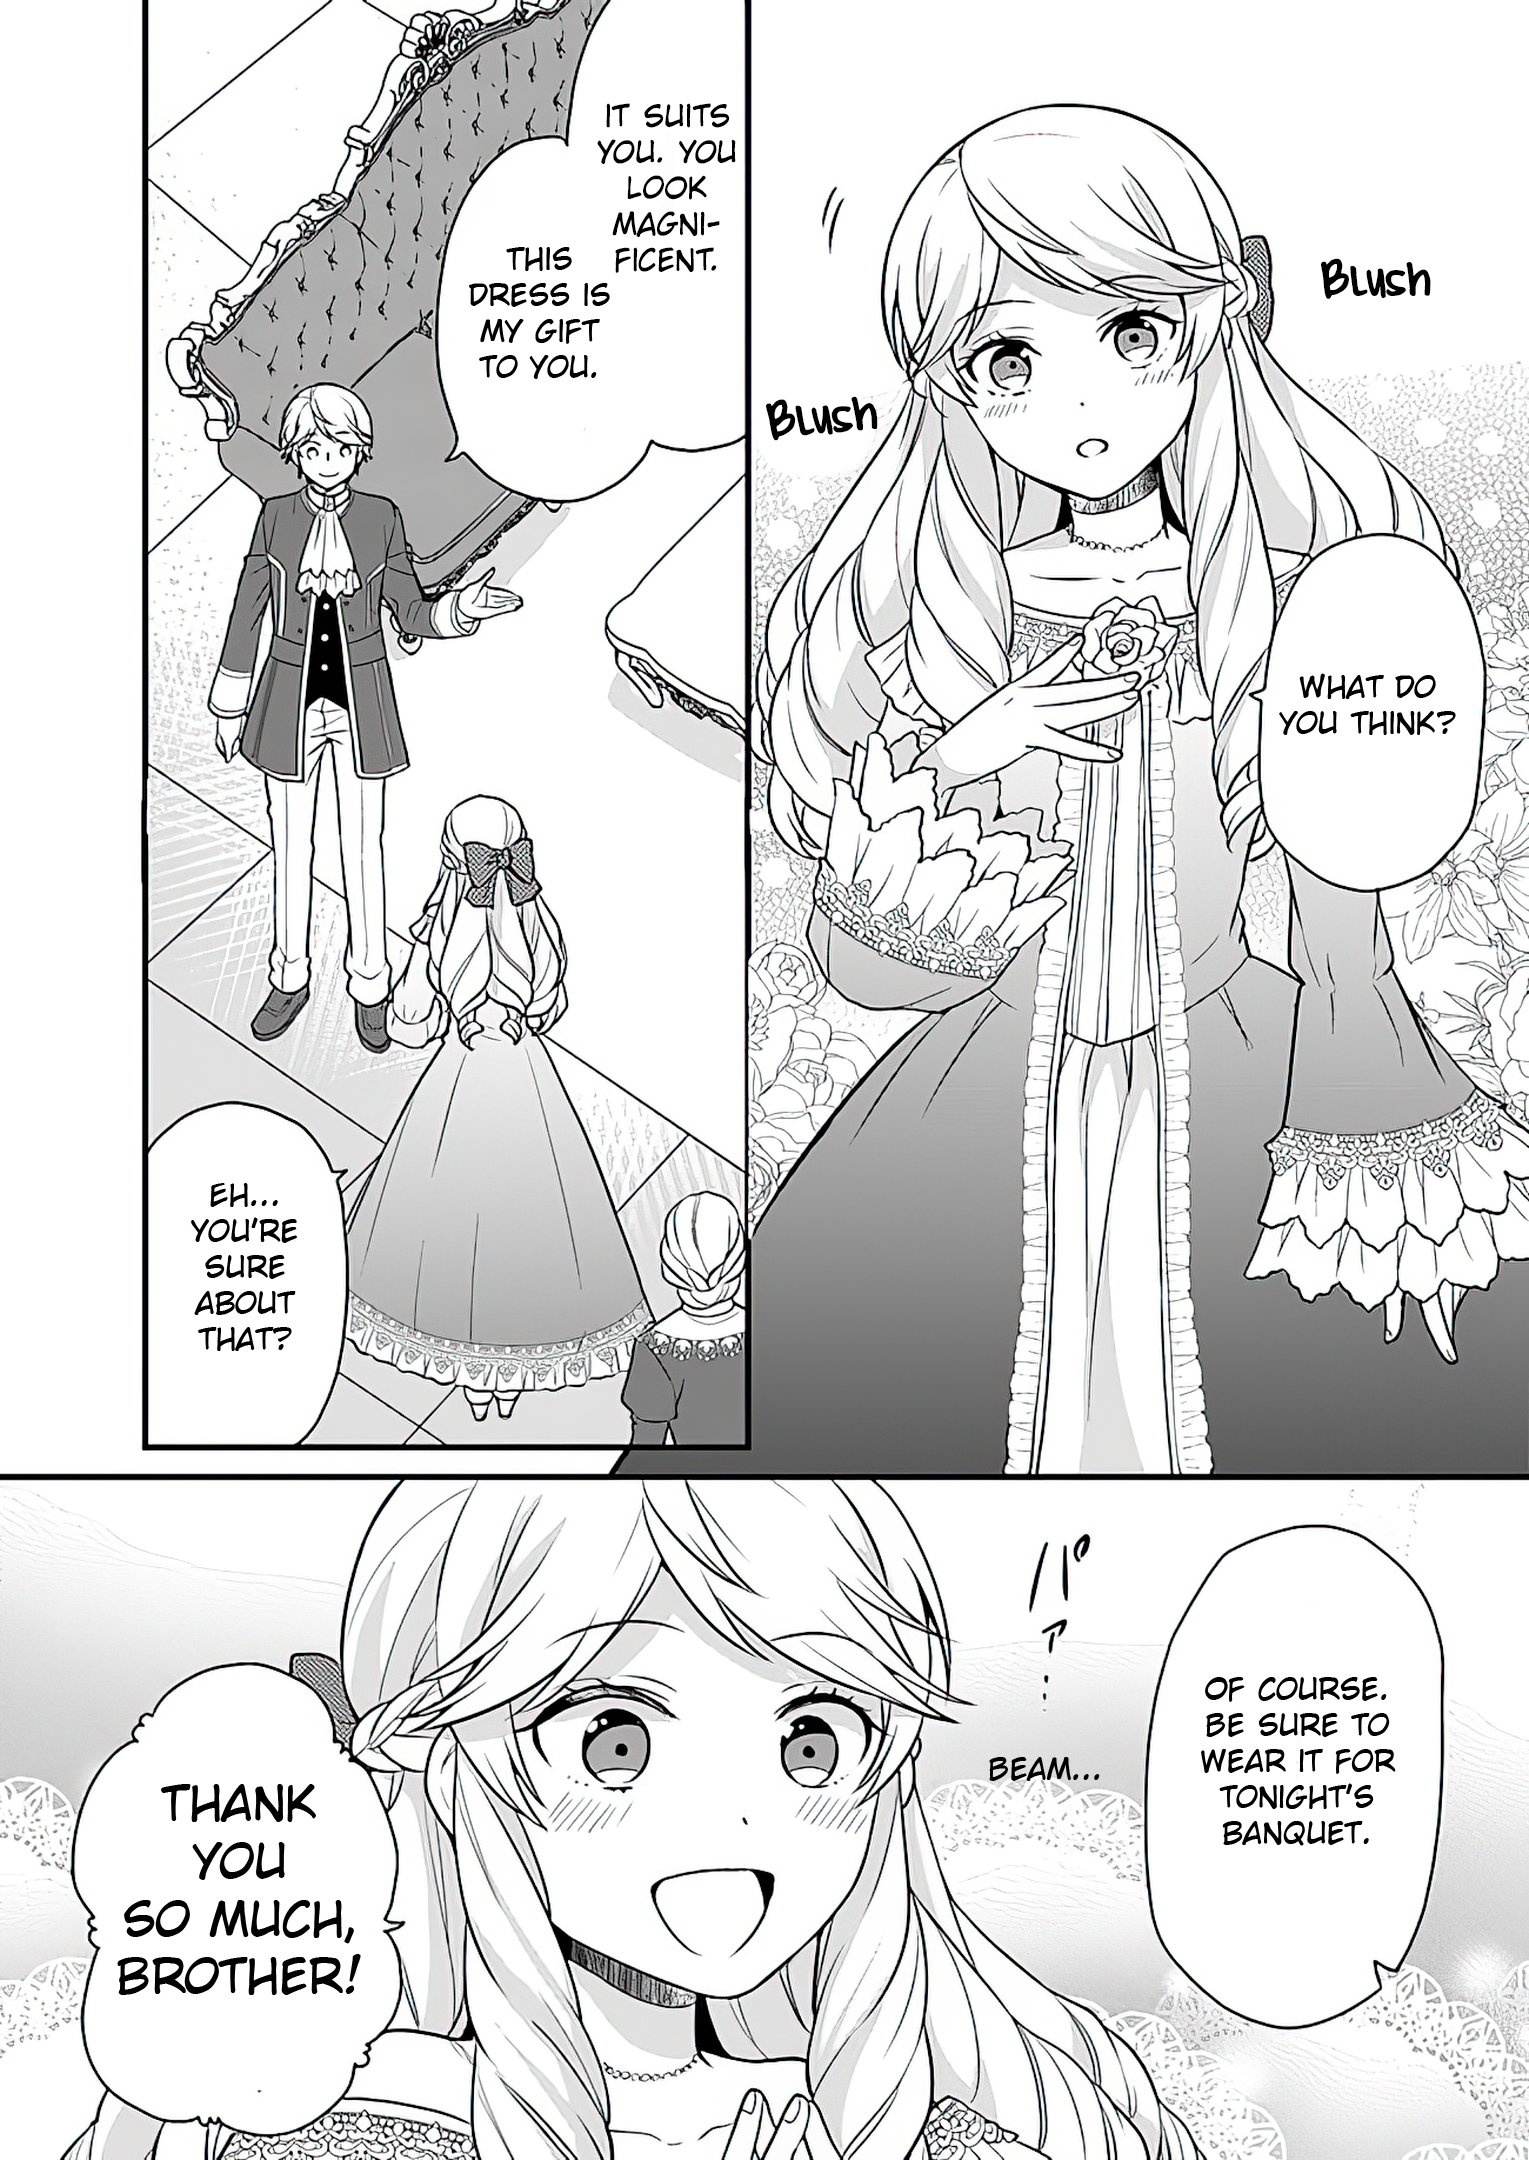 Blush
Blush
WHAT DO
YOU THINK?
IT SUITS
YOU. YOU
LOOK
MAGNI-
FICENT.
THIS
DRESS IS
MY GIFT
TO YOU.
EH...
YOU'RE
SURE
ABOUT
THAT?
OF COURSE.
BE SURE TO
WEAR IT FOR
TONIGHT'S
BANQUET.
パァ…
BEAM...
THANK
YOU
SO MUCH,
BROTHER!